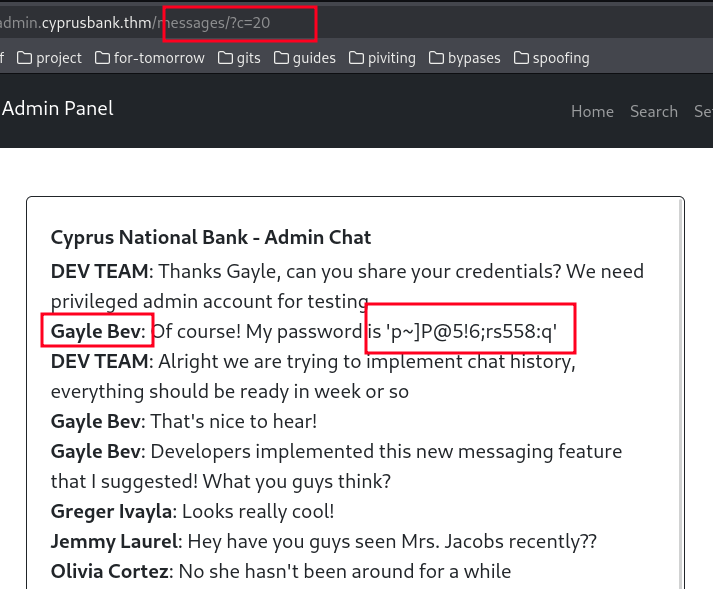 admin.cyprusbank.thm/messages/?c=20
f project for-tomorrow gits guides piviting bypases spoofing
Admin Panel
Home Search Se
Cyprus National Bank - Admin Chat
DEV TEAM: Thanks Gayle, can you share your credentials? We need
privileged admin account for testing
Gayle Bev: Of course! My password is 'p~]P@5!6;rs558:q'
DEV TEAM: Alright we are trying to implement chat history,
everything should be ready in week or so
Gayle Bev: That's nice to hear!
Gayle Bev: Developers implemented this new messaging feature
that I suggested! What you guys think?
Greger Ivayla: Looks really cool!
Jemmy Laurel: Hey have you guys seen Mrs. Jacobs recently??
Olivia Cortez: No she hasn't been around for a while